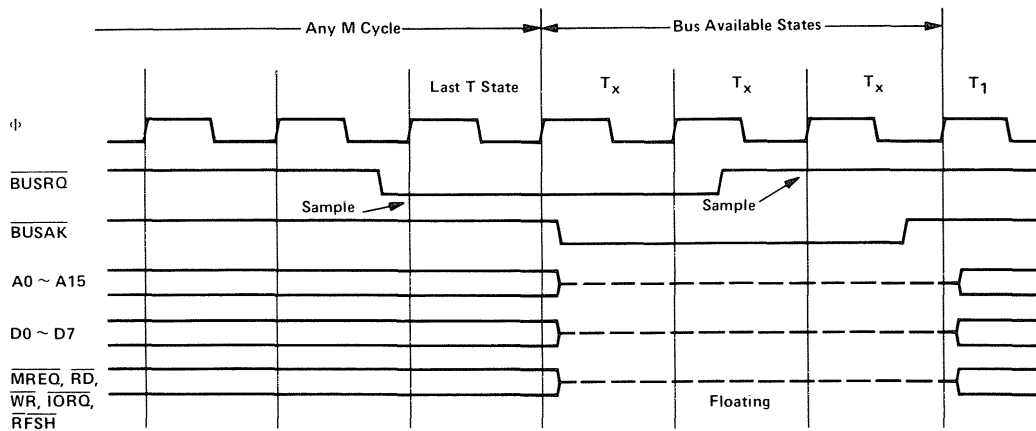 Any M Cycle
Bus Available States
Last T State
Tx
Tx
Tx
T1
Φ
BUSRQ
Sample
Sample
BUSAK
A0 ~ A15
D0 ~ D7
MREQ, RD,
WR, IORQ,
RFSH
Floating